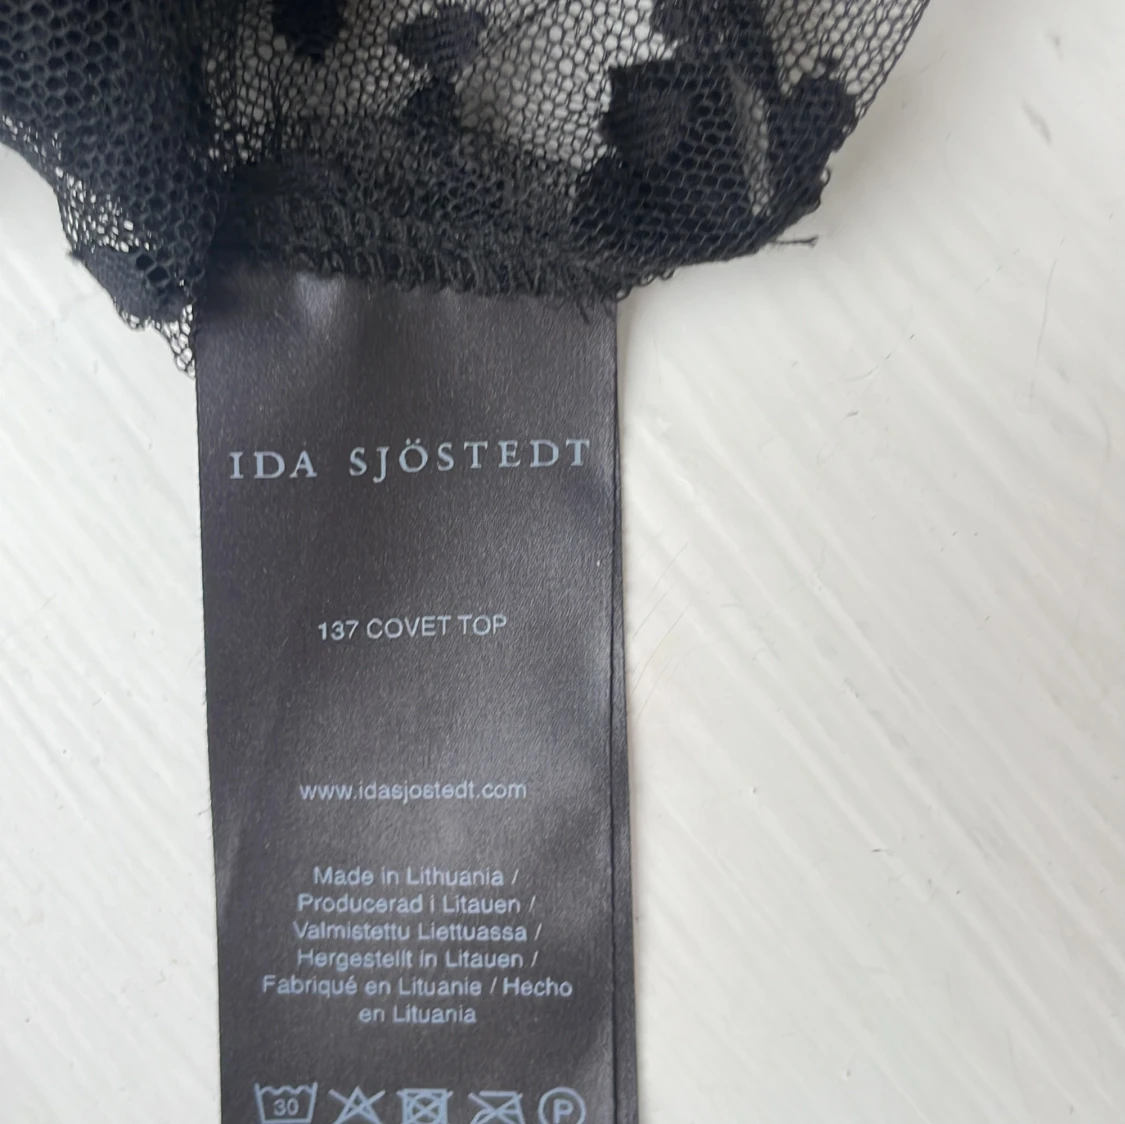 IDA SJÖSTEDT
137 COVET TOP
www.idasjostedt.com
Made in Lithuania /
Producerad i Litauen /
Valmistettu Liettuassa /
Hergestellt in Litauen /
Fabriqué en Lituanie / Hecho
en Lituania
30 P